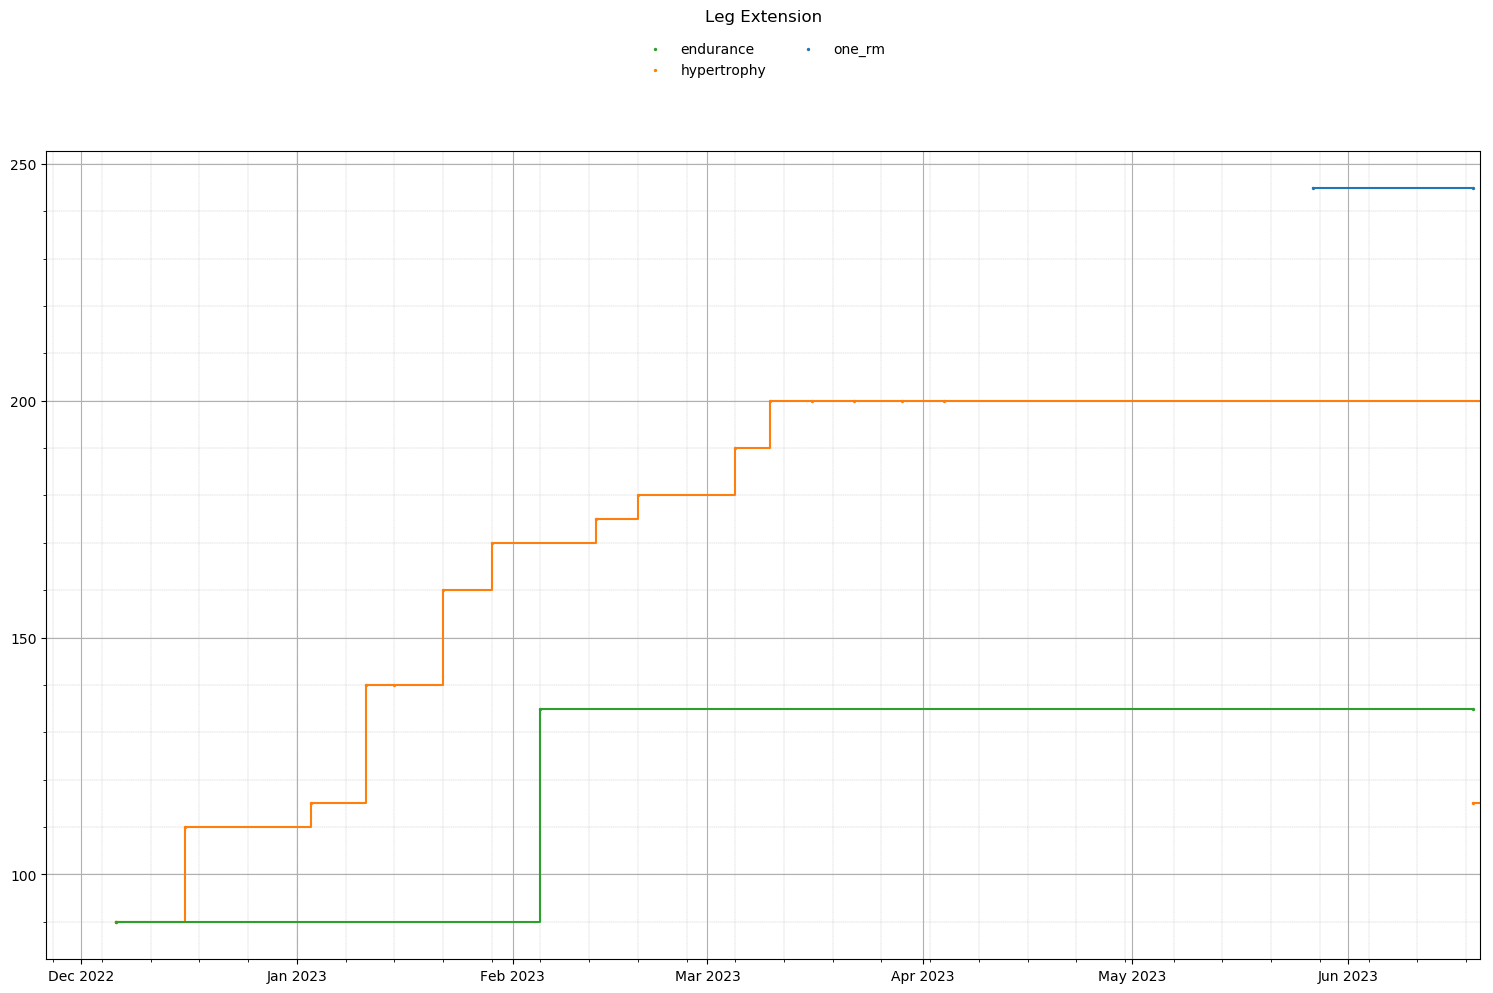 Leg Extension
endurance
one_rm
hypertrophy
250
200
150
100
Dec 2022
Jan 2023
Feb 2023
Mar 2023
Apr 2023
May 2023
Jun 2023